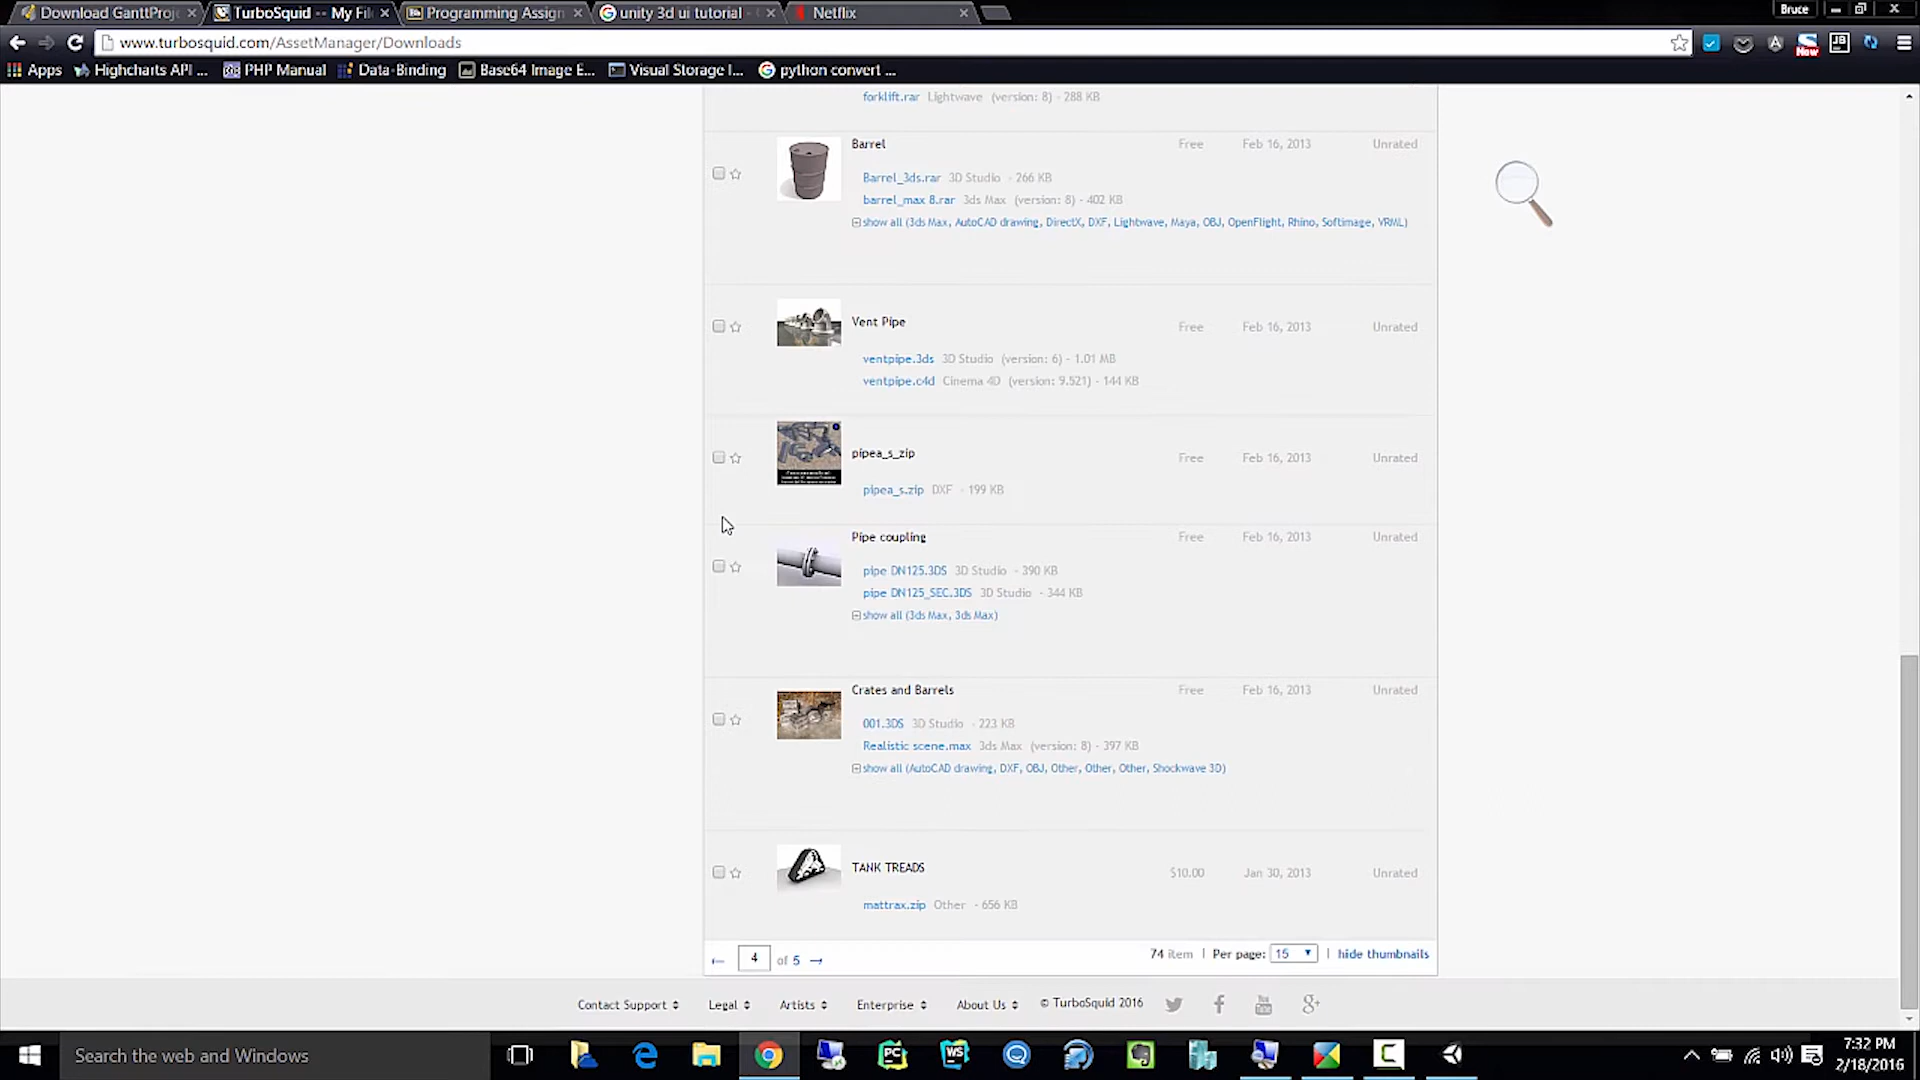 Download GanttProj
TurboSquid -- My Fil
Programming Assign
unity 3d ui tutorial -
Netflix
Bruce
www.turbosquid.com/AssetManager/Downloads
Now
JB
Apps
Highcharts API ...
PHP Manual
Data-Binding
Base64 Image E...
Visual Storage I...
python convert ...
forklift.rar Lightwave (version: 8) - 288 KB
Barrel Free Feb 16, 2013 Unrated
Barrel_3ds.rar 3D Studio - 266 KB
barrel_max 8.rar 3ds Max (version: 8) - 402 KB
show all (3ds Max, AutoCAD drawing, DirectX, DXF, Lightwave, Maya, OBJ, OpenFlight, Rhino, Softimage, VRML)
Vent Pipe Free Feb 16, 2013 Unrated
ventpipe.3ds 3D Studio (version: 6) - 1.01 MB
ventpipe.c4d Cinema 4D (version: 9.521) - 144 KB
pipea_s_zip Free Feb 16, 2013 Unrated
pipea_s.zip DXF - 199 KB
Pipe coupling Free Feb 16, 2013 Unrated
pipe DN125.3DS 3D Studio - 390 KB
pipe DN125_SEC.3DS 3D Studio - 344 KB
show all (3ds Max, 3ds Max)
Crates and Barrels Free Feb 16, 2013 Unrated
001.3DS 3D Studio - 223 KB
Realistic scene.max 3ds Max (version: 8) - 397 KB
show all (AutoCAD drawing, DXF, OBJ, Other, Other, Other, Shockwave 3D)
TANK TREADS $10.00 Jan 30, 2013 Unrated
mattrax.zip Other - 656 KB
4 of 5 74 item | Per page: 15 | hide thumbnails
Contact Support Legal Artists Enterprise About Us © TurboSquid 2016
Search the web and Windows
PC
WS
7:32 PM
2/18/2016